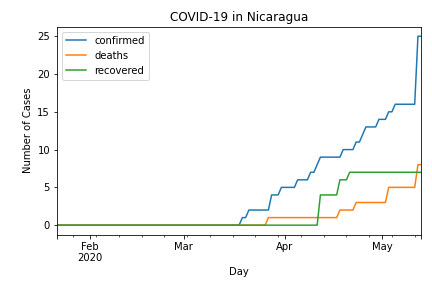 COVID-19 in Nicaragua
confirmed
deaths
recovered
Number of Cases
25
20
15
10
5
0
Feb
2020
Mar
Apr
May
Day